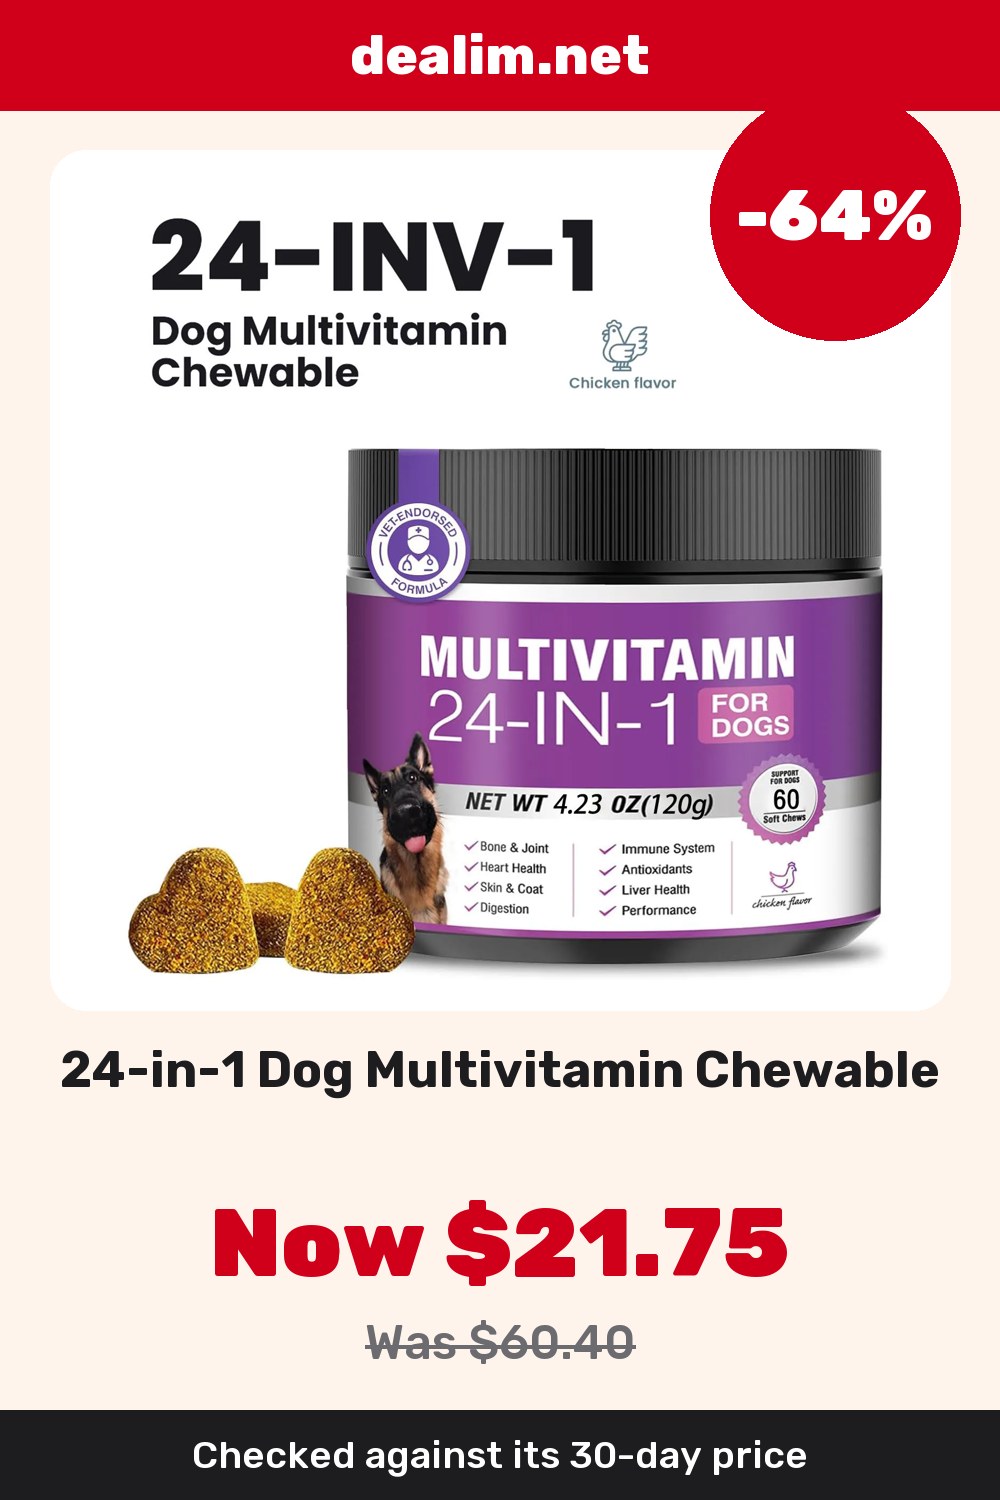 dealim.net
-64%
24-INV-1
Dog Multivitamin
Chewable
Chicken flavor
VET-ENDORSED
FORMULA
MULTIVITAMIN
24-IN-1
FOR
DOGS
NET WT 4.23 OZ(120g)
SUPPORT
FOR DOGS
60
Soft Chews
Bone & Joint
Heart Health
Skin & Coat
Digestion
Immune System
Antioxidants
Liver Health
Performance
chicken flavor
24-in-1 Dog Multivitamin Chewable
Now $21.75
Was $60.40
Checked against its 30-day price